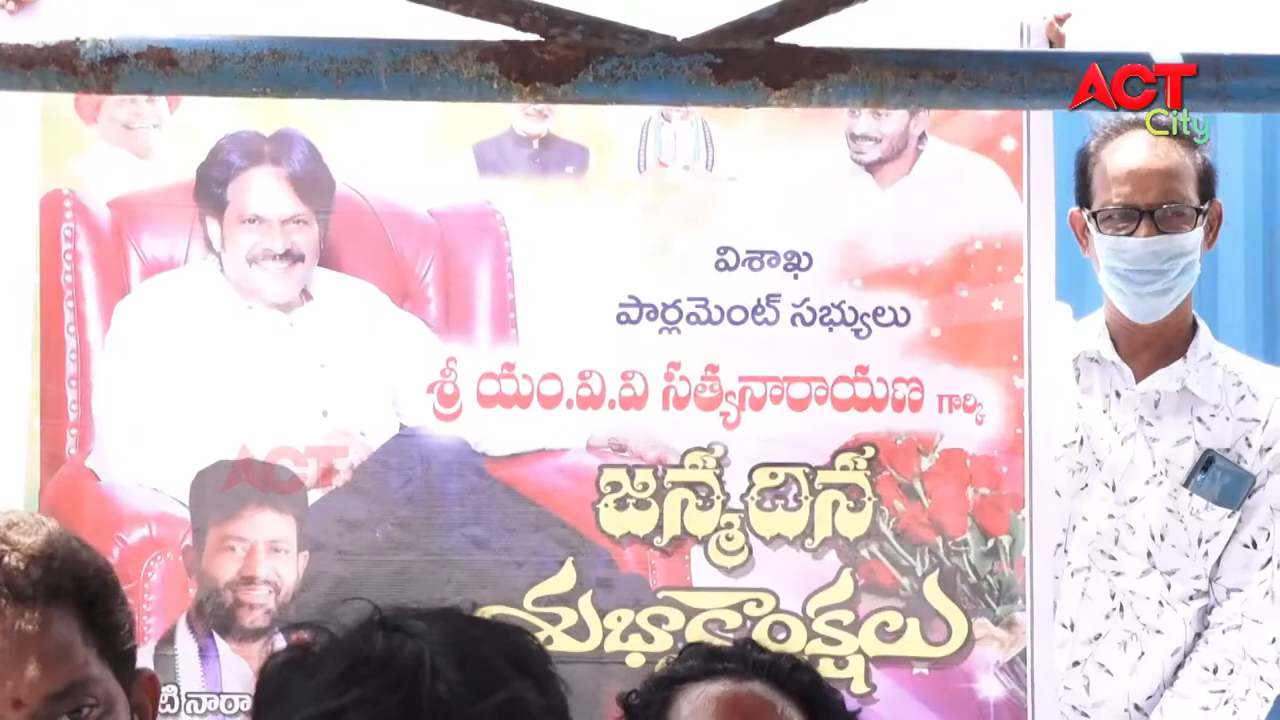 ACT
City
విశాఖ
పార్లమెంట్ సభ్యులు
శ్రీ యం.వి.వి సత్యనారాయణ గార్కి
జన్మదిన
శుభాకాంక్షలు
ACT